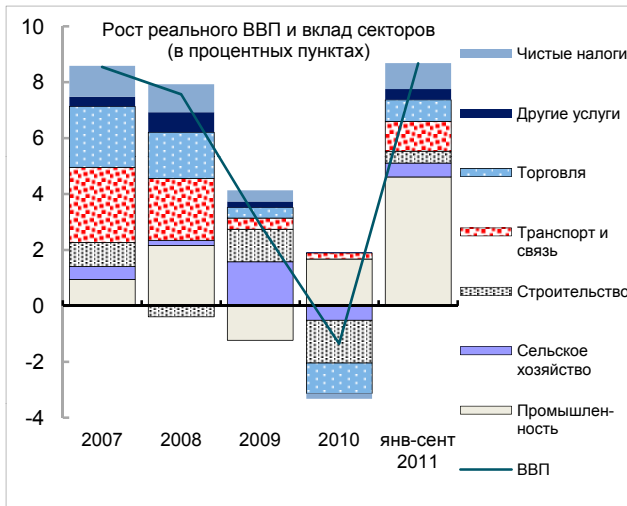 Рост реального ВВП и вклад секторов
(в процентных пунктах)
10
8
6
4
2
0
-2
-4
2007
2008
2009
2010
янв-сент
2011
Чистые налоги
Другие услуги
Торговля
Транспорт и
связь
Строительство
Сельское
хозяйство
Промышлен-
ность
ВВП